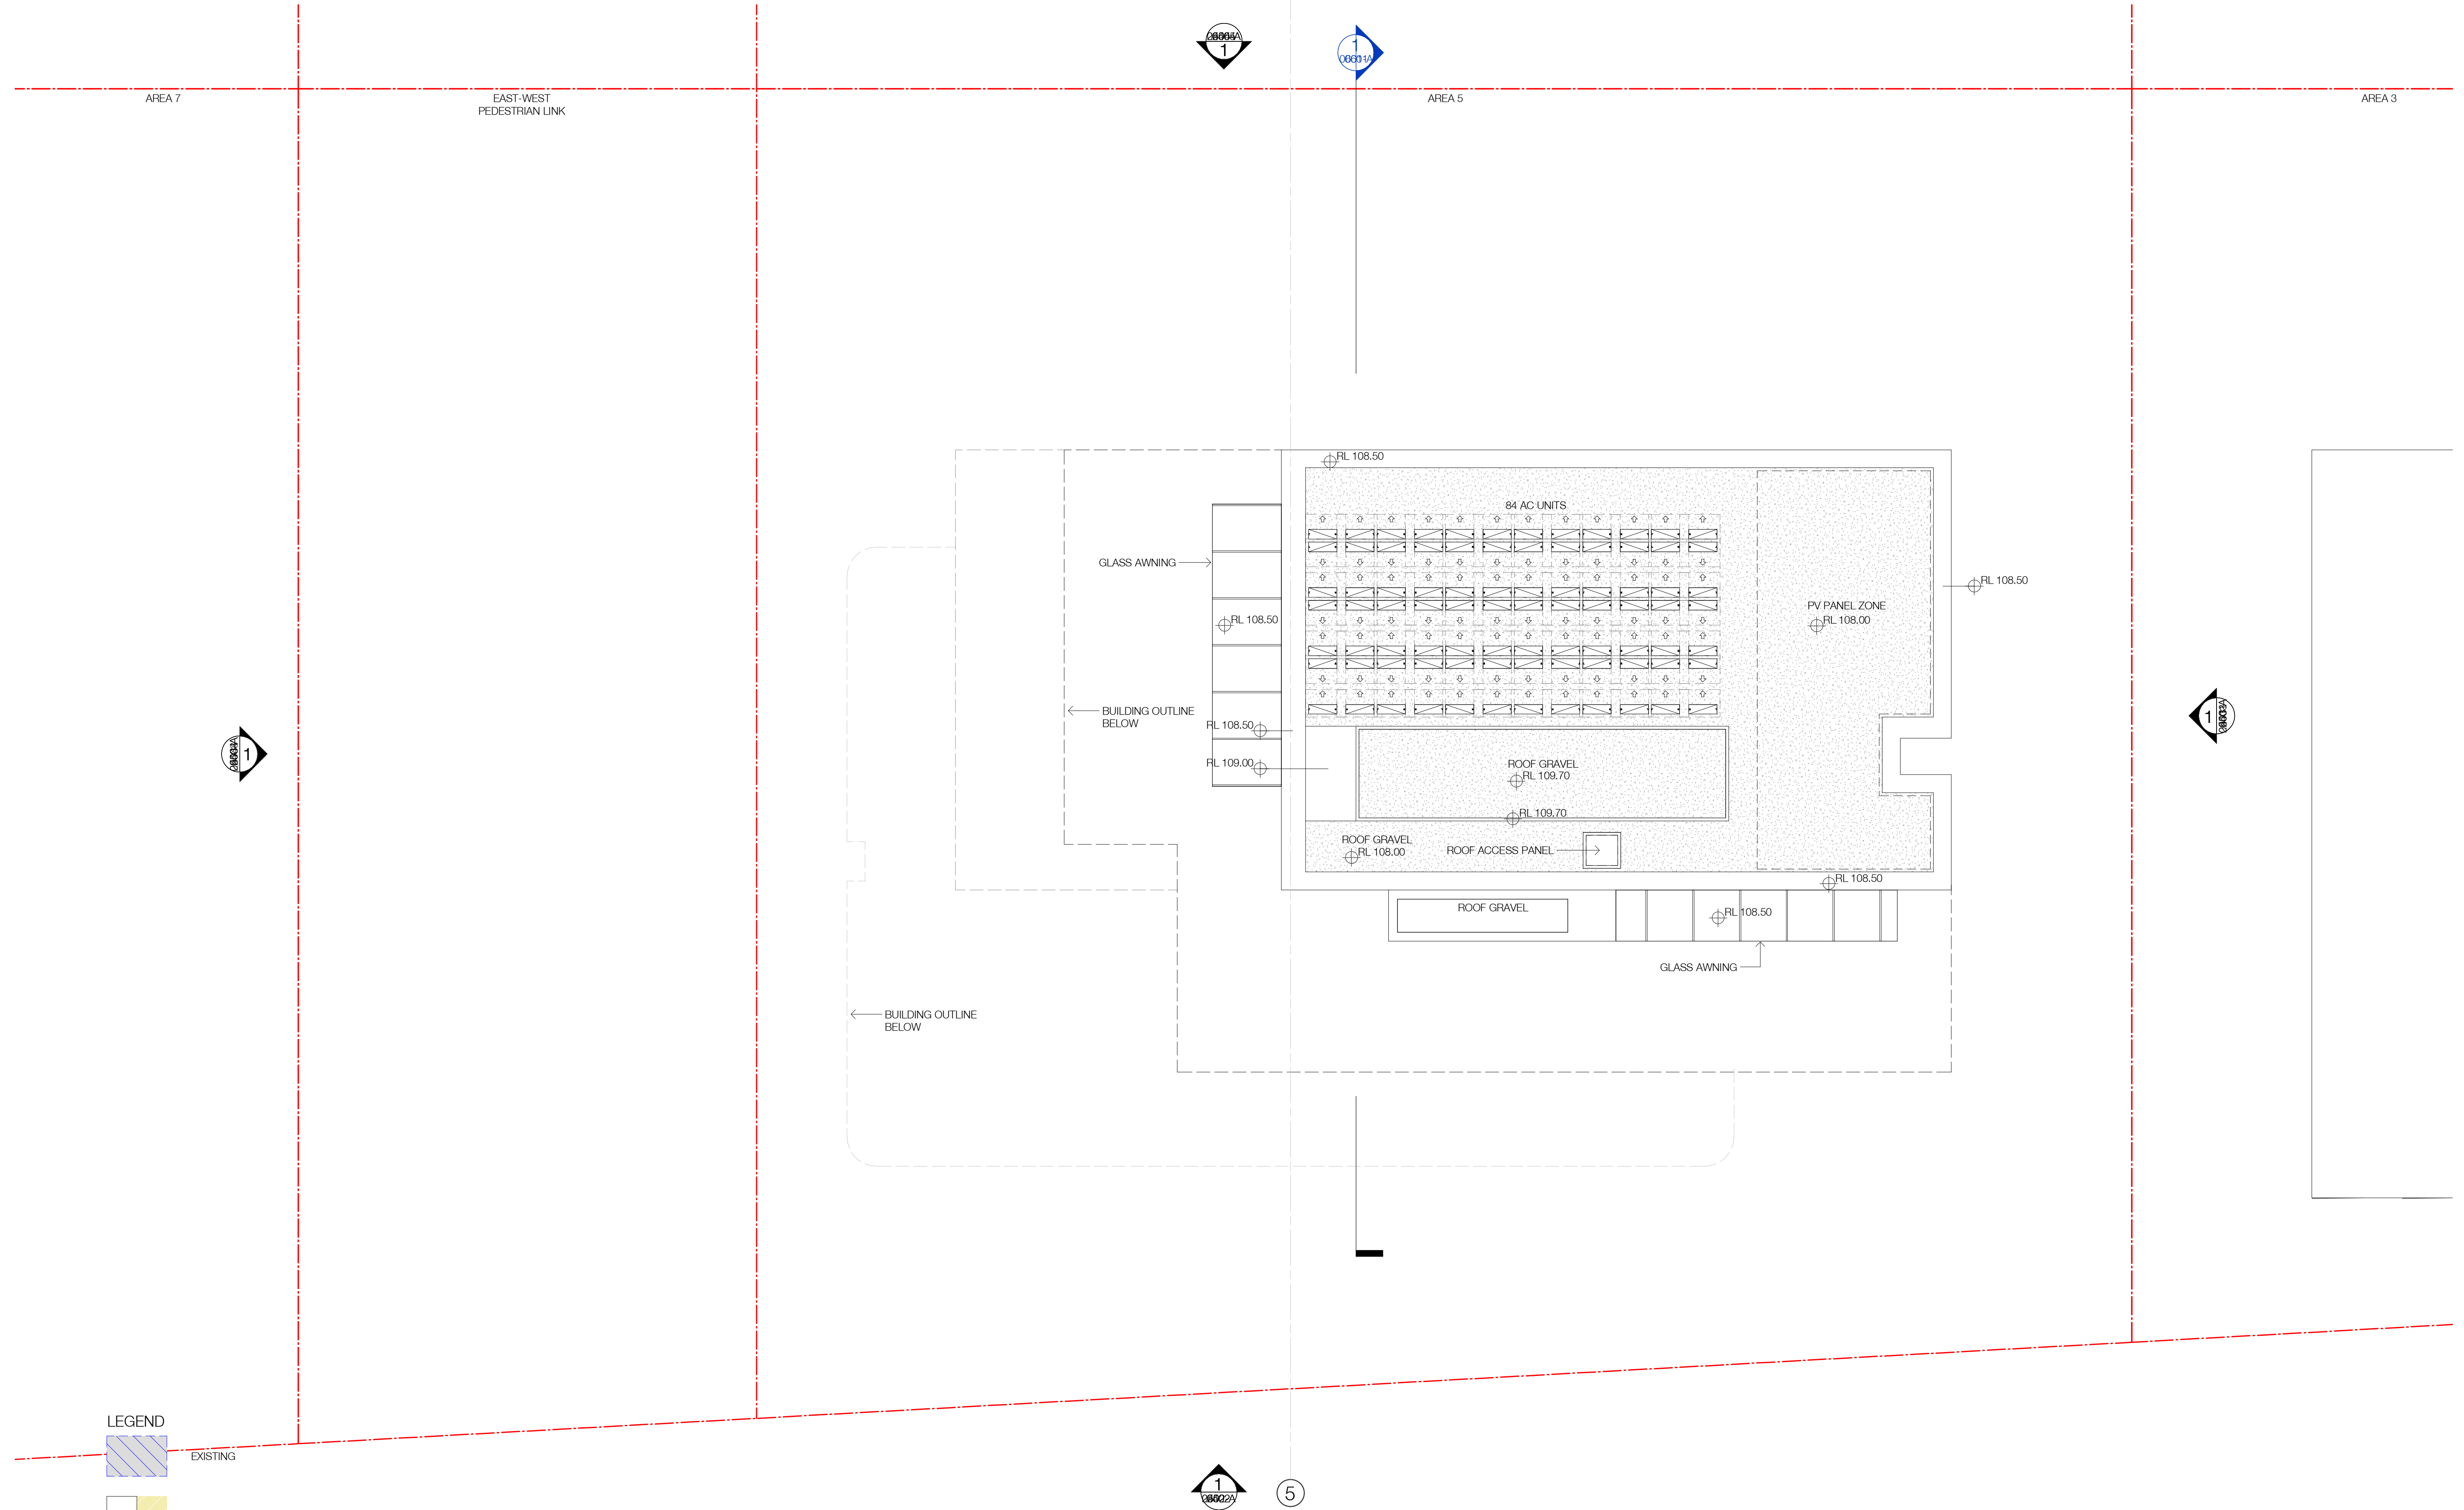 1
1
AREA 7
EAST-WEST
PEDESTRIAN LINK
AREA 5
AREA 3
RL 108.50
84 AC UNITS
GLASS AWNING
RL 108.50
PV PANEL ZONE
RL 108.00
RL 108.50
BUILDING OUTLINE
BELOW
RL 108.50
1
1
RL 109.00
ROOF GRAVEL
RL 109.70
RL 109.70
ROOF GRAVEL
RL 108.00
ROOF ACCESS PANEL
RL 108.50
ROOF GRAVEL
RL 108.50
GLASS AWNING
BUILDING OUTLINE
BELOW
LEGEND
EXISTING
1
5